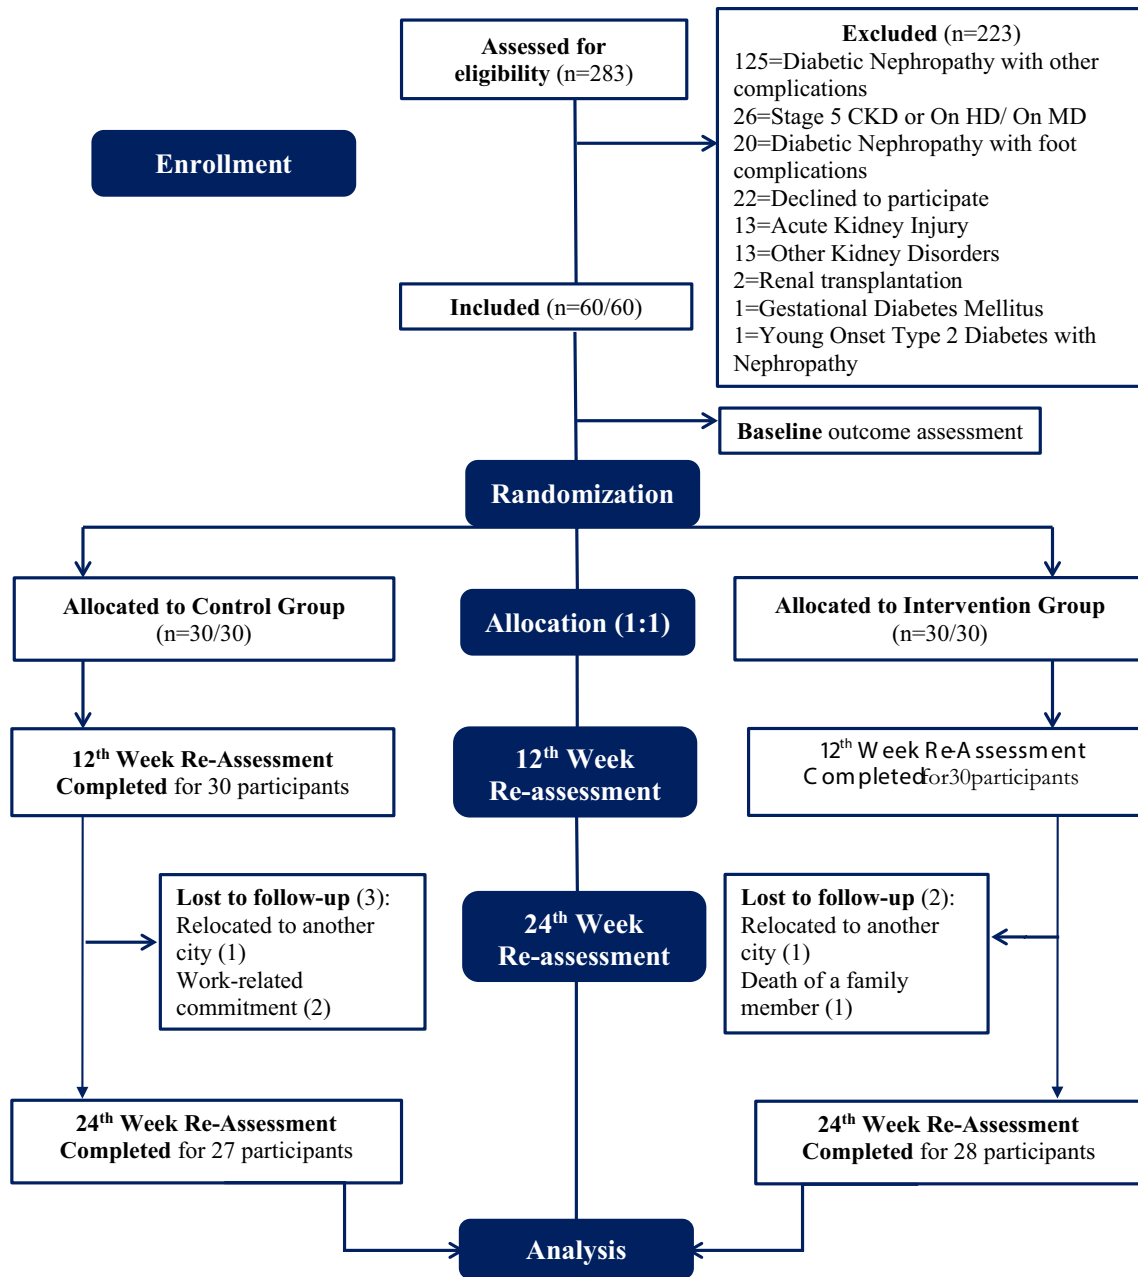 Assessed for
eligibility (n=283)
Excluded (n=223)
125=Diabetic Nephropathy with other
complications
26=Stage 5 CKD or On HD/ On MD
20=Diabetic Nephropathy with foot
complications
22=Declined to participate
13=Acute Kidney Injury
13=Other Kidney Disorders
2=Renal transplantation
1=Gestational Diabetes Mellitus
1=Young Onset Type 2 Diabetes with
Nephropathy
Enrollment
Included (n=60/60)
Baseline outcome assessment
Randomization
Allocated to Control Group
(n=30/30)
Allocation (1:1)
Allocated to Intervention Group
(n=30/30)
12th Week Re-Assessment
Completed for 30 participants
12th Week
Re-assessment
12th Week Re-Assessment
Completed for 30 participants
Lost to follow-up (3):
Relocated to another
city (1)
Work-related
commitment (2)
24th Week
Re-assessment
Lost to follow-up (2):
Relocated to another
city (1)
Death of a family
member (1)
24th Week Re-Assessment
Completed for 27 participants
24th Week Re-Assessment
Completed for 28 participants
Analysis